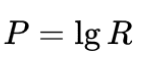 P = lg R